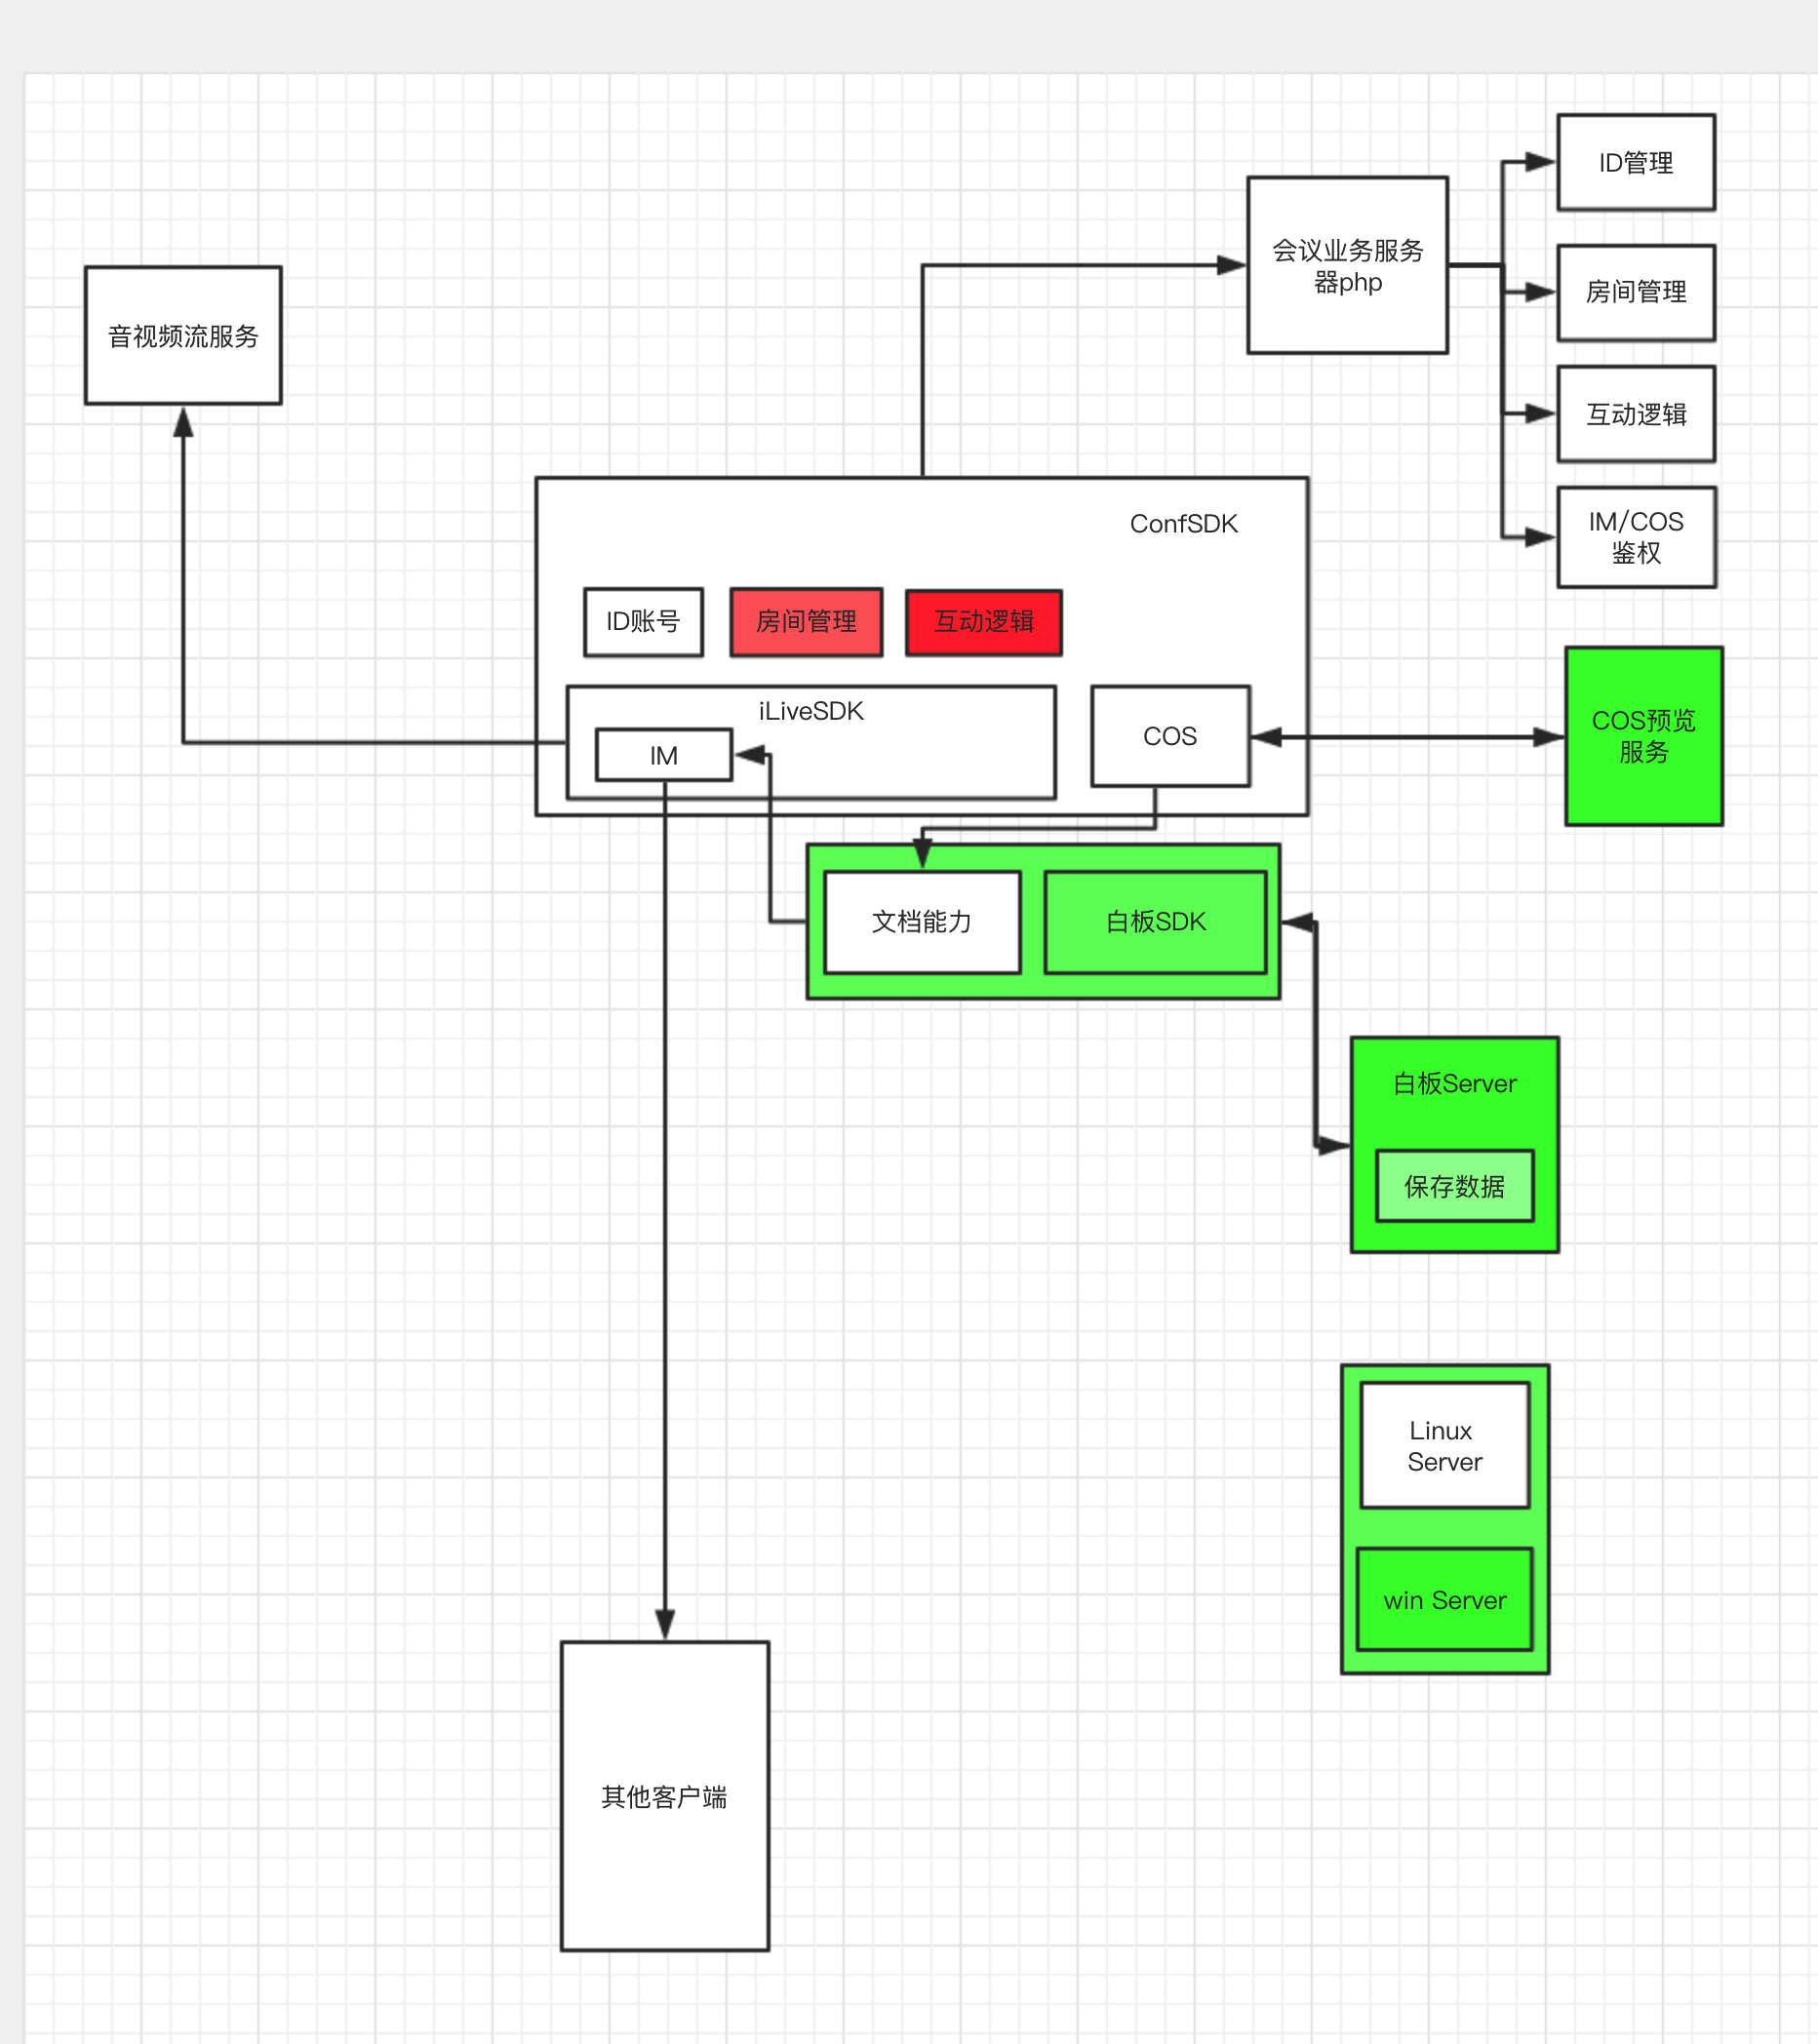 ID管理
会议业务服务
器php
房间管理
音视频流服务
互动逻辑
ConfSDK
IM/COS
鉴权
ID账号
房间管理
互动逻辑
iLiveSDK
IM
COS
COS预览
服务
文档能力
白板SDK
白板Server
保存数据
Linux
Server
win Server
其他客户端